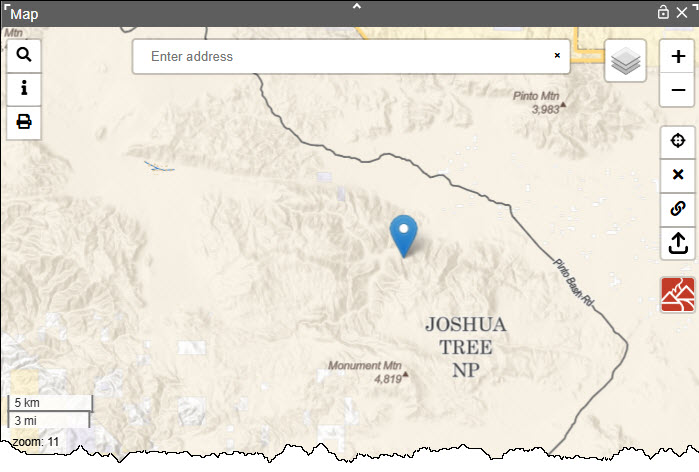 Map
Mtn
Enter address
Pinto Mtn
3,983
Pinto Basin Rd
JOSHUA
TREE
NP
Monument Mtn
4,819
5 km
3 mi
zoom: 11